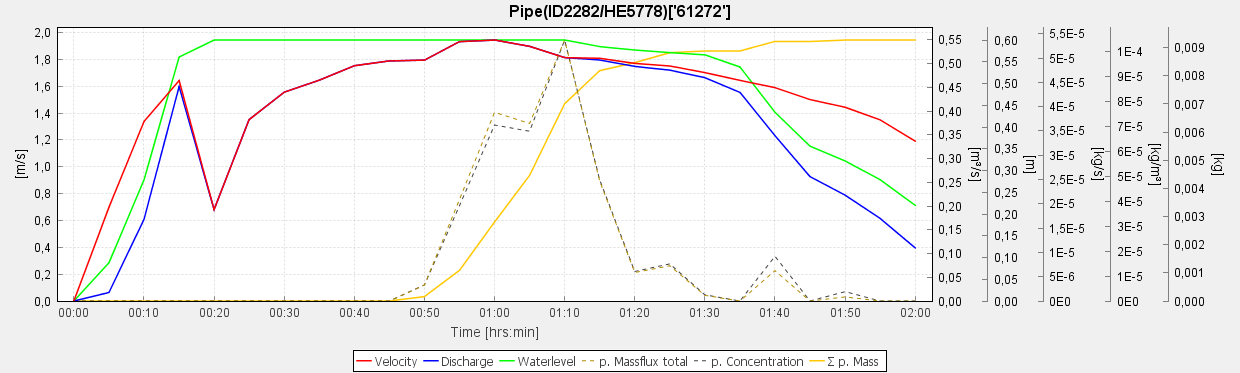 Pipe(ID2282/HE5778)['61272']
2,0
1,8
1,6
1,4
1,2
1,0
0,8
0,6
0,4
0,2
0,0
[m/s]
0,55
0,50
0,45
0,40
0,35
0,30
0,25
0,20
0,15
0,10
0,05
0,00
[m³/s]
0,60
0,55
0,50
0,45
0,40
0,35
0,30
0,25
0,20
0,15
0,10
0,05
0,00
[m]
5,5E-5
5E-5
4,5E-5
4E-5
3,5E-5
3E-5
2,5E-5
2E-5
1,5E-5
1E-5
5E-6
0E0
[kg/s]
1E-4
9E-5
8E-5
7E-5
6E-5
5E-5
4E-5
3E-5
2E-5
1E-5
0E0
[kg/m³]
0,009
0,008
0,007
0,006
0,005
0,004
0,003
0,002
0,001
0,000
[kg]
00:00 00:10 00:20 00:30 00:40 00:50 01:00 01:10 01:20 01:30 01:40 01:50 02:00
Time [hrs:min]
Velocity Discharge Waterlevel p. Massflux total p. Concentration Σ p. Mass